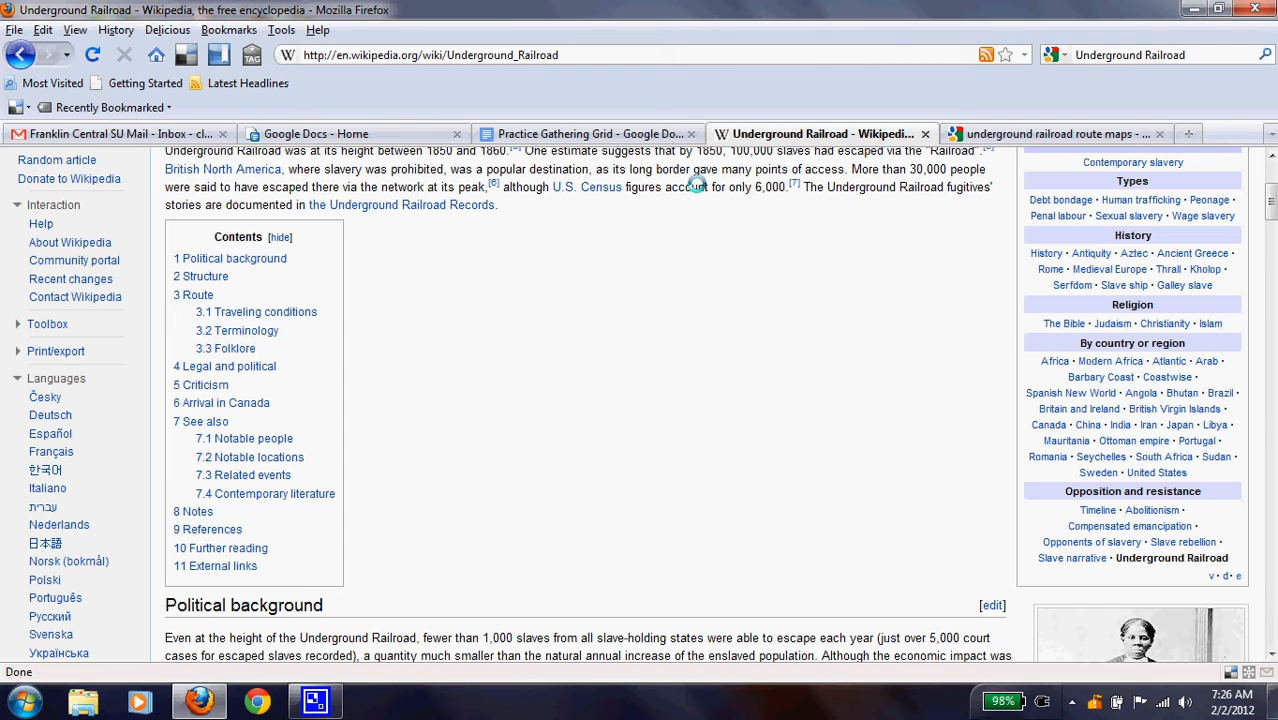 Underground Railroad - Wikipedia, the free encyclopedia - Mozilla Firefox
File Edit View History Delicious Bookmarks Tools Help
TAG http://en.wikipedia.org/wiki/Underground_Railroad Underground Railroad
Most Visited Getting Started Latest Headlines
Recently Bookmarked
Franklin Central SU Mail - Inbox - cl... Google Docs - Home Practice Gathering Grid - Google Do... Underground Railroad - Wikipedi... underground railroad route maps - ...
Random article
Donate to Wikipedia
Interaction
Help
About Wikipedia
Community portal
Recent changes
Contact Wikipedia
Toolbox
Print/export
Languages
Česky
Deutsch
Español
Français
한국어
Italiano
עברית
Nederlands
日本語
Norsk (bokmål)
Polski
Português
Русский
Svenska
Українська
Underground Railroad was at its height between 1850 and 1860. One estimate suggests that by 1850, 100,000 slaves had escaped via the "Railroad".
British North America, where slavery was prohibited, was a popular destination, as its long border gave many points of access. More than 30,000 people
were said to have escaped there via the network at its peak,[6] although U.S. Census figures account for only 6,000.[7] The Underground Railroad fugitives'
stories are documented in the Underground Railroad Records.
Contents [hide]
1 Political background
2 Structure
3 Route
3.1 Traveling conditions
3.2 Terminology
3.3 Folklore
4 Legal and political
5 Criticism
6 Arrival in Canada
7 See also
7.1 Notable people
7.2 Notable locations
7.3 Related events
7.4 Contemporary literature
8 Notes
9 References
10 Further reading
11 External links
Political background [edit]
Even at the height of the Underground Railroad, fewer than 1,000 slaves from all slave-holding states were able to escape each year (just over 5,000 court
cases for escaped slaves recorded), a quantity much smaller than the natural annual increase of the enslaved population. Although the economic impact was
Contemporary slavery
Types
Debt bondage · Human trafficking · Peonage
Penal labour · Sexual slavery · Wage slavery
History
History · Antiquity · Aztec · Ancient Greece ·
Rome · Medieval Europe · Thrall · Kholop ·
Serfdom · Slave ship · Galley slave
Religion
The Bible · Judaism · Christianity · Islam
By country or region
Africa · Modern Africa · Atlantic · Arab ·
Barbary Coast · Coastwise ·
Spanish New World · Angola · Bhutan · Brazil ·
Britain and Ireland · British Virgin Islands ·
Canada · China · India · Iran · Japan · Libya ·
Mauritania · Ottoman empire · Portugal ·
Romania · Seychelles · South Africa · Sudan ·
Sweden · United States
Opposition and resistance
Timeline · Abolitionism ·
Compensated emancipation ·
Opponents of slavery · Slave rebellion ·
Slave narrative · Underground Railroad
v · d · e
Done
98%
7:26 AM
2/2/2012